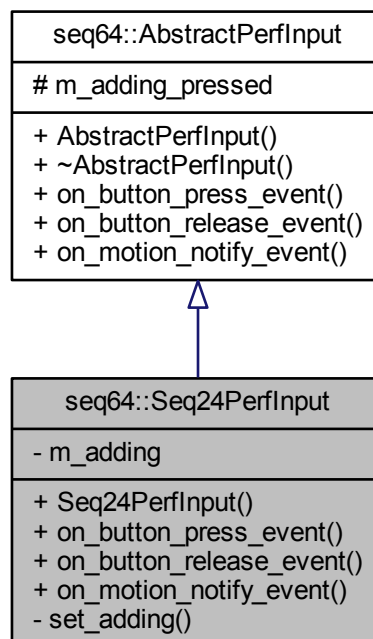 seq64::AbstractPerfInput
# m_adding_pressed
+ AbstractPerfInput()
+ ~AbstractPerfInput()
+ on_button_press_event()
+ on_button_release_event()
+ on_motion_notify_event()
seq64::Seq24PerfInput
- m_adding
+ Seq24PerfInput()
+ on_button_press_event()
+ on_button_release_event()
+ on_motion_notify_event()
- set_adding()